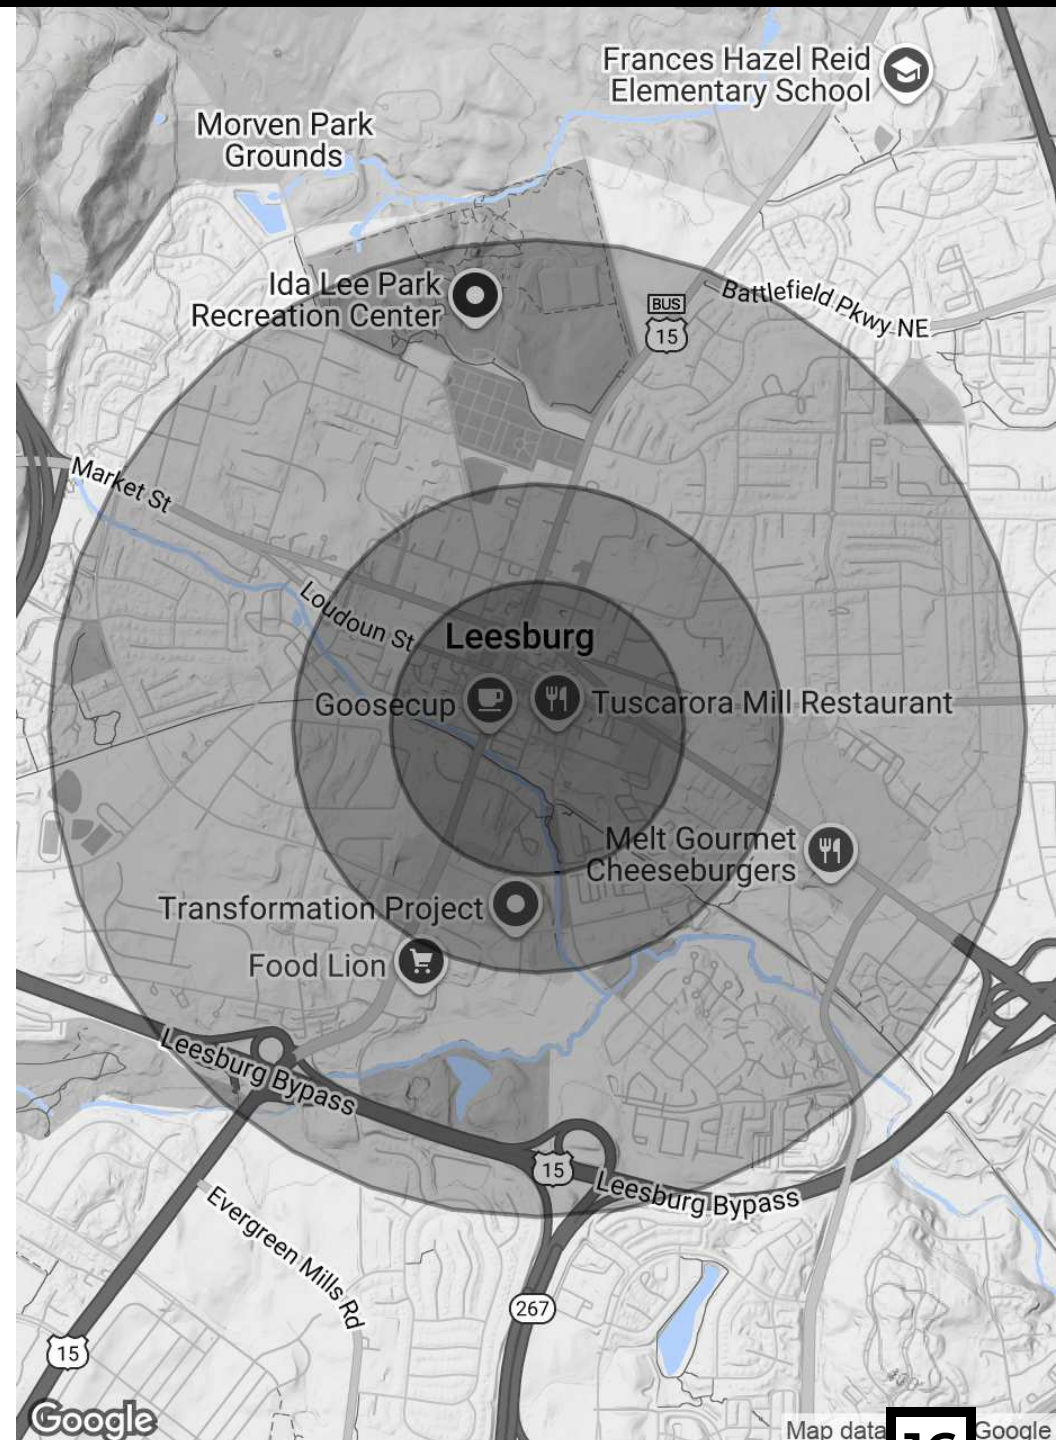 Frances Hazel Reid
Elementary School
Morven Park
Grounds
Ida Lee Park
Recreation Center
Battlefield Pkwy NE
BUS
15
Market St
Loudoun St
Leesburg
Goosecup
Tuscarora Mill Restaurant
Melt Gourmet
Cheeseburgers
Transformation Project
Food Lion
Leesburg Bypass
15
Leesburg Bypass
Evergreen Mills Rd
267
15
Google
Map data
Google